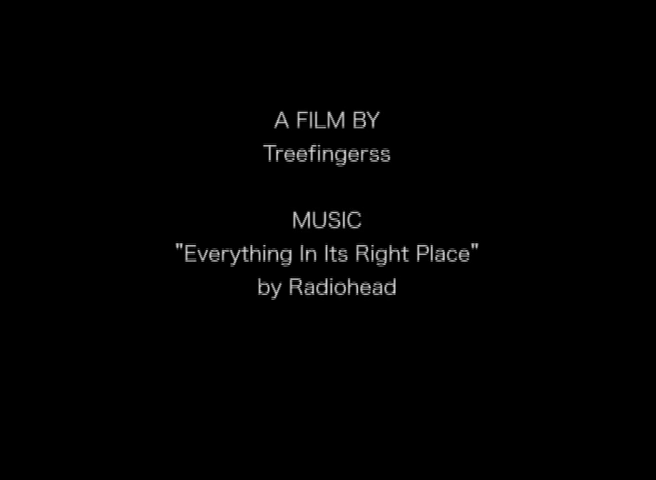 A FILM BY
Treefingerss
MUSIC
"Everything In Its Right Place"
by Radiohead